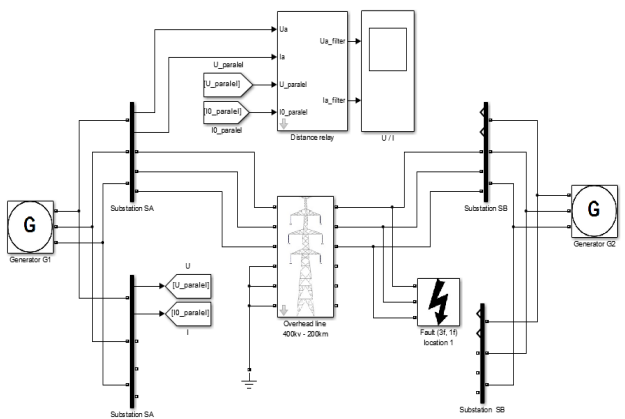 Ua
Ia
U_paralel
I0_paralel
Ua_filter
Ia_filter
Distance relay
U / I
U_paralel
[U_paralel]
[I0_paralel]
I0_paralel
Substation SA
Substation SB
G
Generator G1
G
Generator G2
U
[U_paralel]
[I0_paralel]
I
Overhead line
400kv - 200km
Fault (3f, 1f)
location 1
Substation SA
Substation SB